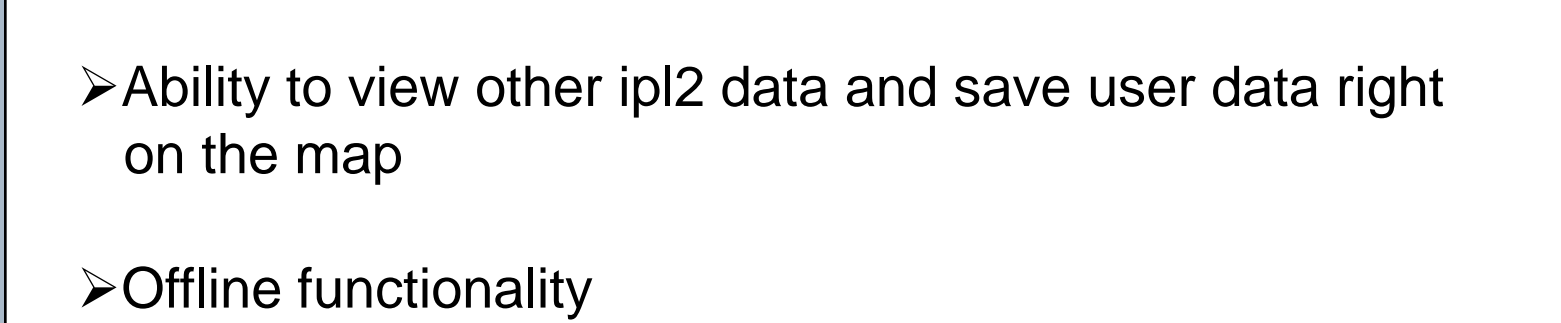 ➢Ability to view other ipl2 data and save user data right
on the map
➢Offline functionality